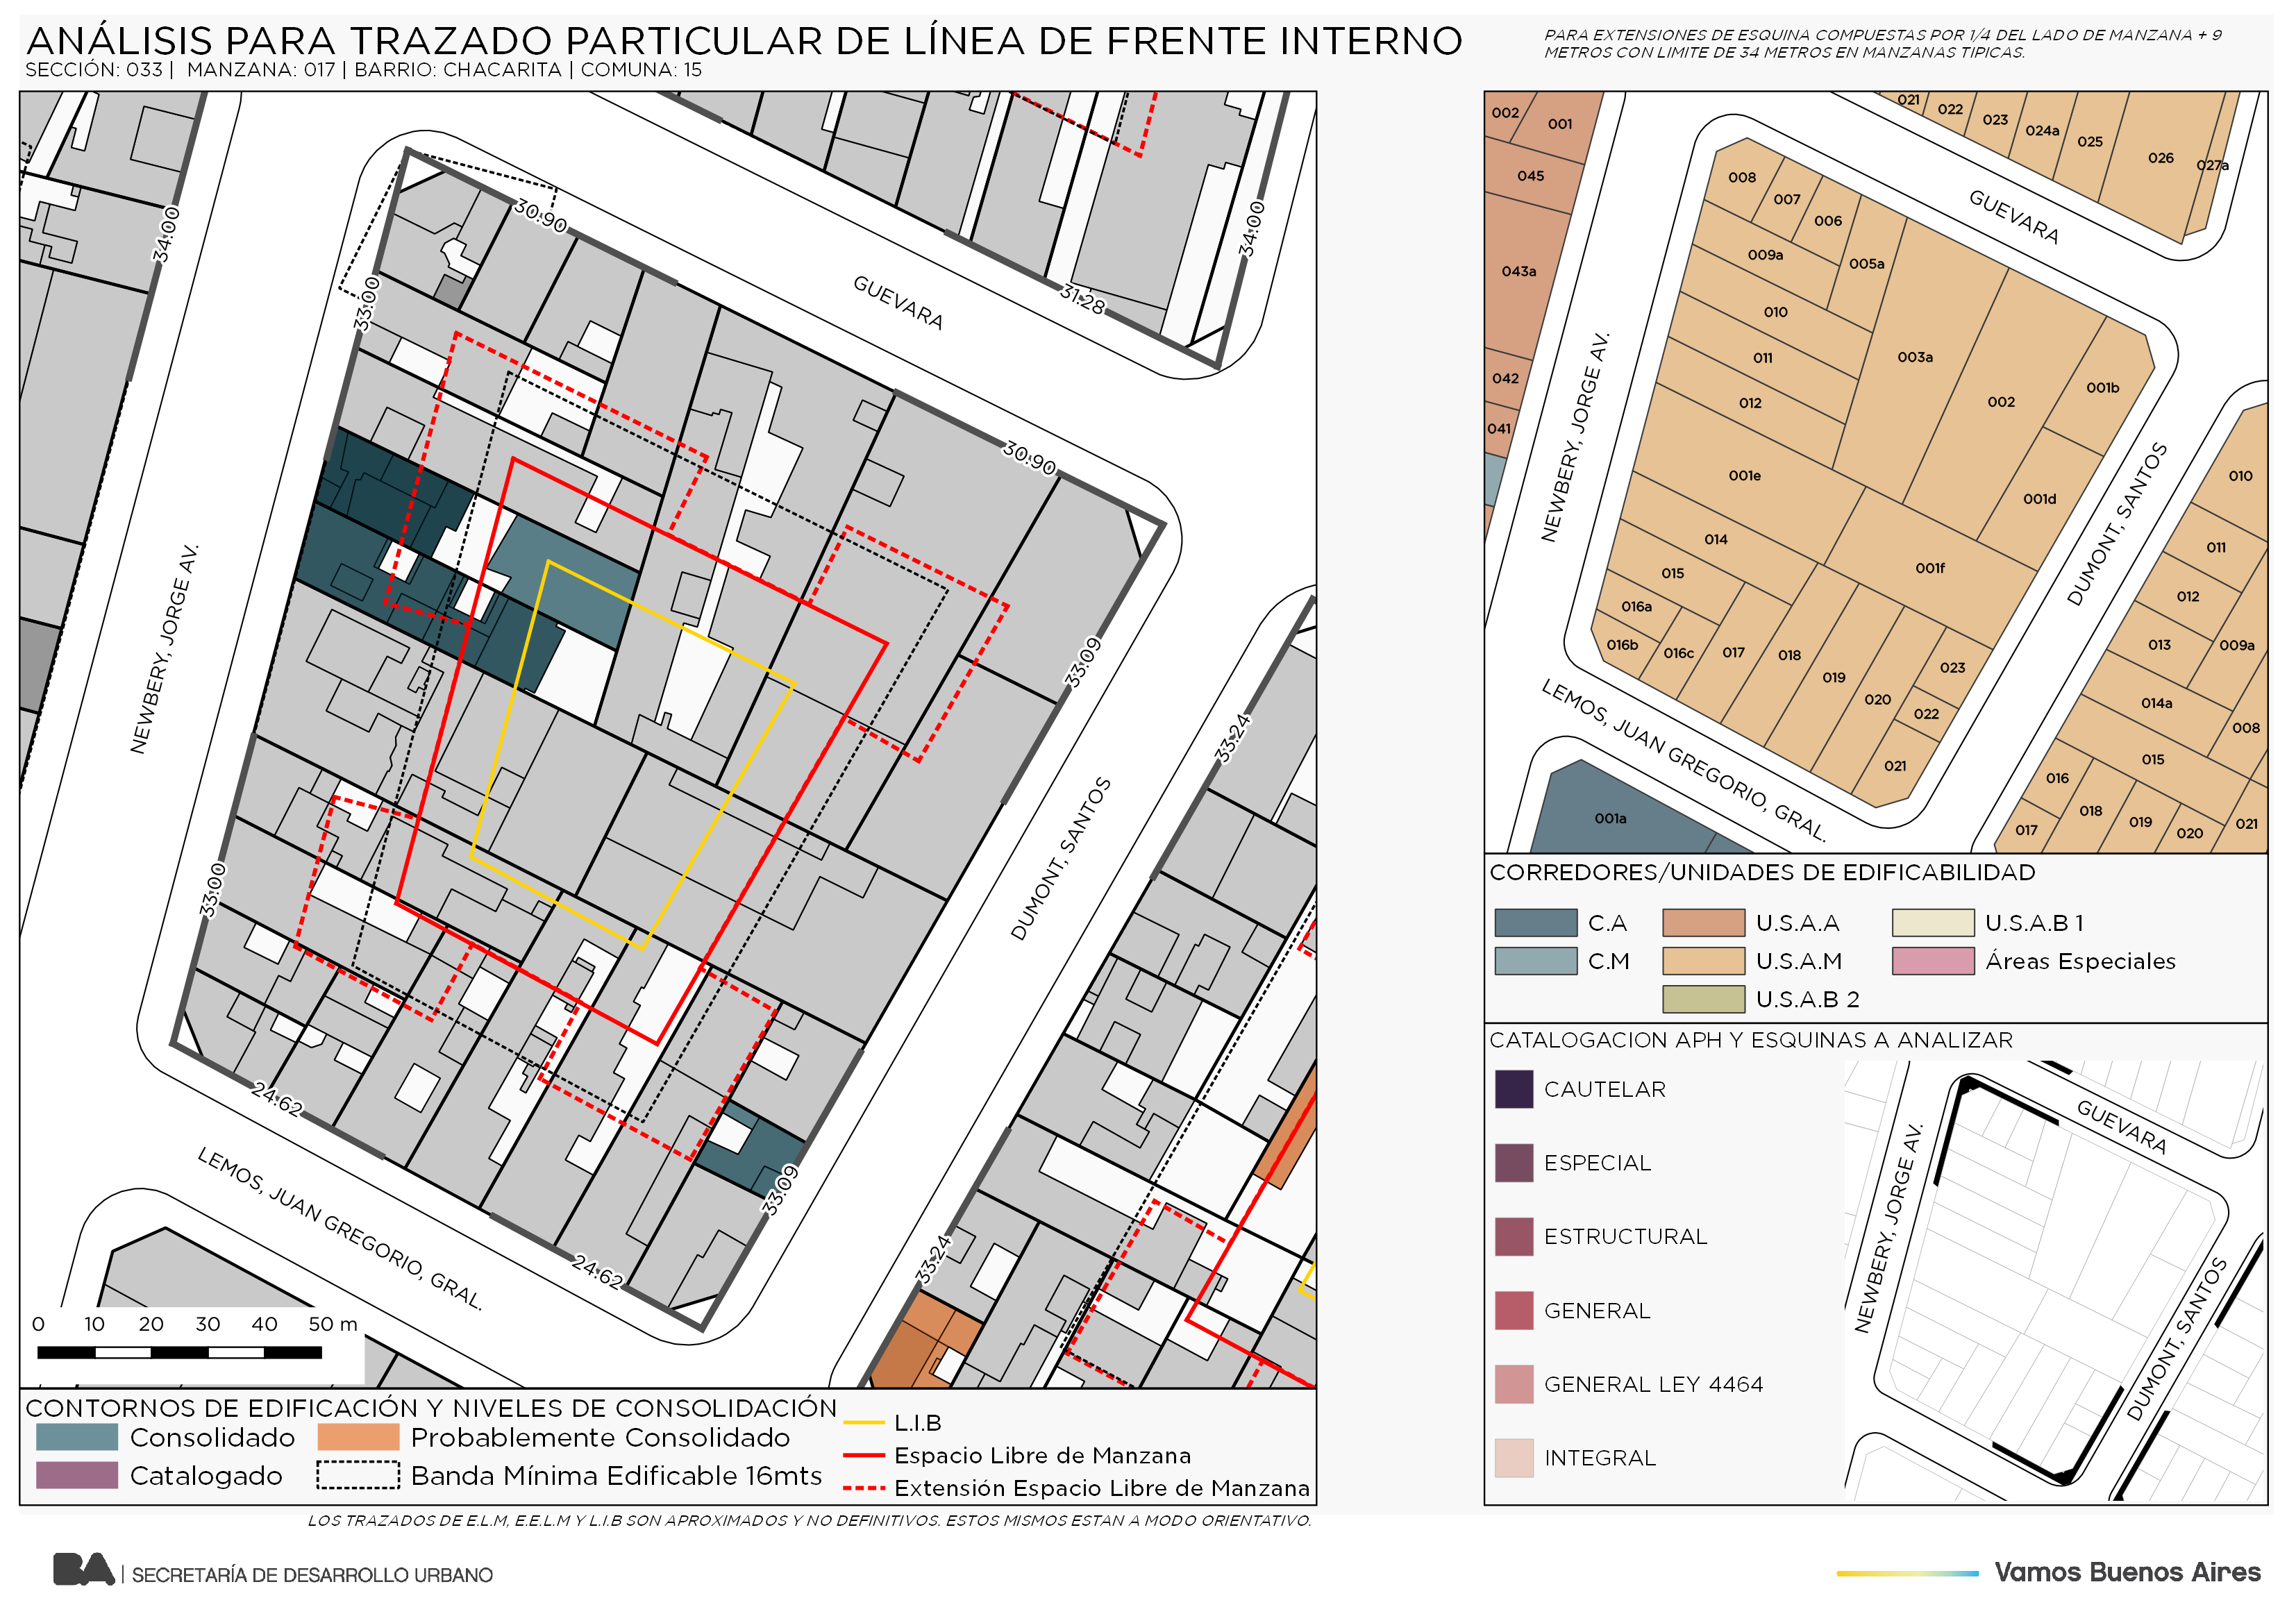 ANÁLISIS PARA TRAZADO PARTICULAR DE LÍNEA DE FRENTE INTERNO
SECCIÓN: 033 | MANZANA: 017 | BARRIO: CHACARITA | COMUNA: 15
PARA EXTENSIONES DE ESQUINA COMPUESTAS POR 1/4 DEL LADO DE MANZANA + 9
METROS CON LIMITE DE 34 METROS EN MANZANAS TIPICAS.
34.00
30.90
33.00
GUEVARA
31.28
34.00
30.90
NEWBERY, JORGE AV.
33.09
33.24
DUMONT, SANTOS
33.00
24.62
LEMOS, JUAN GREGORIO, GRAL.
24.62
33.09
33.24
0 10 20 30 40 50 m
CONTORNOS DE EDIFICACIÓN Y NIVELES DE CONSOLIDACIÓN
Consolidado
Probablemente Consolidado
Catalogado
Banda Mínima Edificable 16mts
L.I.B
Espacio Libre de Manzana
Extensión Espacio Libre de Manzana
LOS TRAZADOS DE E.L.M, E.E.L.M Y L.I.B SON APROXIMADOS Y NO DEFINITIVOS. ESTOS MISMOS ESTAN A MODO ORIENTATIVO.
002
001
045
043a
042
041
021
022
023
024a
025
026
027a
GUEVARA
008
007
006
005a
009a
010
011
012
003a
002
001b
001d
001e
001f
014
015
016a
016b
016c
017
018
019
020
021
022
023
NEWBERY, JORGE AV.
DUMONT, SANTOS
LEMOS, JUAN GREGORIO, GRAL.
001a
010
011
012
013
009a
014a
008
015
016
017
018
019
020
021
CORREDORES/UNIDADES DE EDIFICABILIDAD
C.A
U.S.A.A
U.S.A.B 1
C.M
U.S.A.M
Áreas Especiales
U.S.A.B 2
CATALOGACION APH Y ESQUINAS A ANALIZAR
CAUTELAR
ESPECIAL
ESTRUCTURAL
GENERAL
GENERAL LEY 4464
INTEGRAL
GUEVARA
NEWBERY, JORGE AV.
DUMONT, SANTOS
BA | SECRETARÍA DE DESARROLLO URBANO
Vamos Buenos Aires